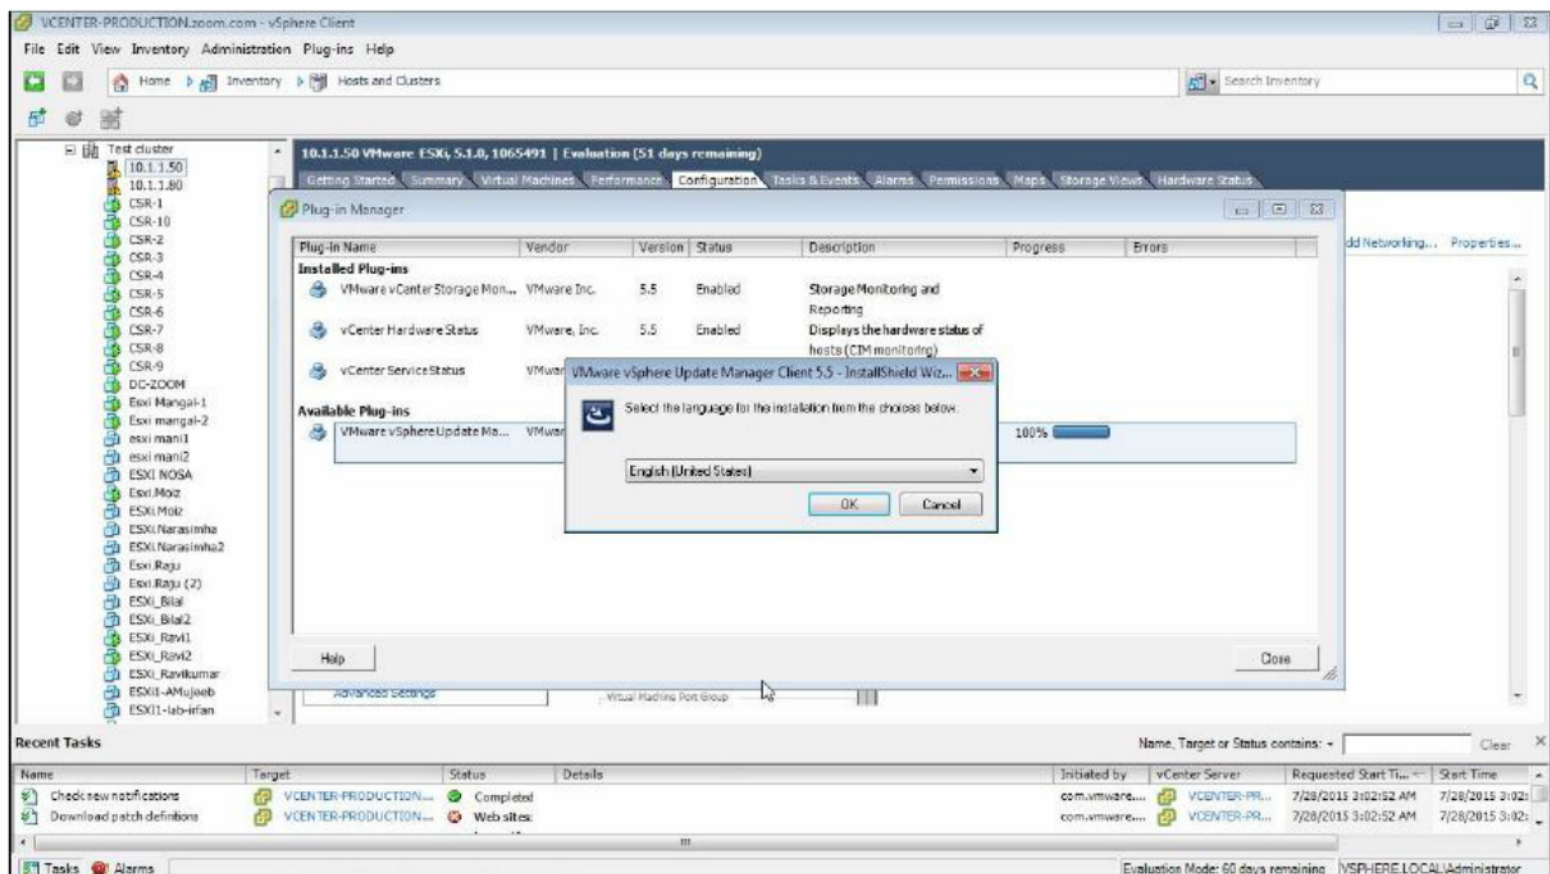 VCENTER-PRODUCTION.zoom.com - vSphere Client
File Edit View Inventory Administration Plug-ins Help
Home Inventory Hosts and Clusters
Search Inventory
Test cluster
10.1.1.50
10.1.1.80
CSR-1
CSR-10
CSR-2
CSR-3
CSR-4
CSR-5
CSR-6
CSR-7
CSR-8
CSR-9
DC-ZOOM
Esxi Mangal-1
Esxi mangal-2
esxi mani1
esxi mani2
ESXI NOSA
Esxi.Moiz
ESXi.Moiz
ESXi.Narasimha
ESXi.Narasimha2
Esxi.Raju
Esxi.Raju (2)
ESXi_Bilal
ESXi_Bilal2
ESXi_Ravi1
ESXi_Ravi2
ESXi_Ravikumar
ESXi1-AMujeeb
ESXI1-lab-irfan
10.1.1.50 VMware ESXi, 5.1.0, 1065491 | Evaluation (51 days remaining)
Getting Started Summary Virtual Machines Performance Configuration Tasks & Events Alarms Permissions Maps Storage Views Hardware Status
dd Networking... Properties...
Plug-in Manager
Plug-in Name Vendor Version Status Description Progress Errors
Installed Plug-ins
VMware vCenter Storage Mon... VMware Inc. 5.5 Enabled Storage Monitoring and
Reporting
vCenter Hardware Status VMware, Inc. 5.5 Enabled Displays the hardware status of
hosts (CIM monitoring)
vCenter Service Status VMwar
Available Plug-ins
VMware vSphere Update Ma... VMwar 100%
VMware vSphere Update Manager Client 5.5 - InstallShield Wiz...
Select the language for the installation from the choices below.
English (United States)
OK Cancel
Help Close
Advanced Settings
Virtual Machine Port Group
Recent Tasks
Name, Target or Status contains:
Clear
Name Target Status Details Initiated by vCenter Server Requested Start Ti... Start Time
Check new notifications VCENTER-PRODUCTION... Completed com.vmware.... VCENTER-PR... 7/28/2015 3:02:52 AM 7/28/2015 3:02:
Download patch definitions VCENTER-PRODUCTION... Web sites: com.vmware.... VCENTER-PR... 7/28/2015 3:02:52 AM 7/28/2015 3:02:
Tasks Alarms
Evaluation Mode: 60 days remaining VSPHERE.LOCAL\Administrator